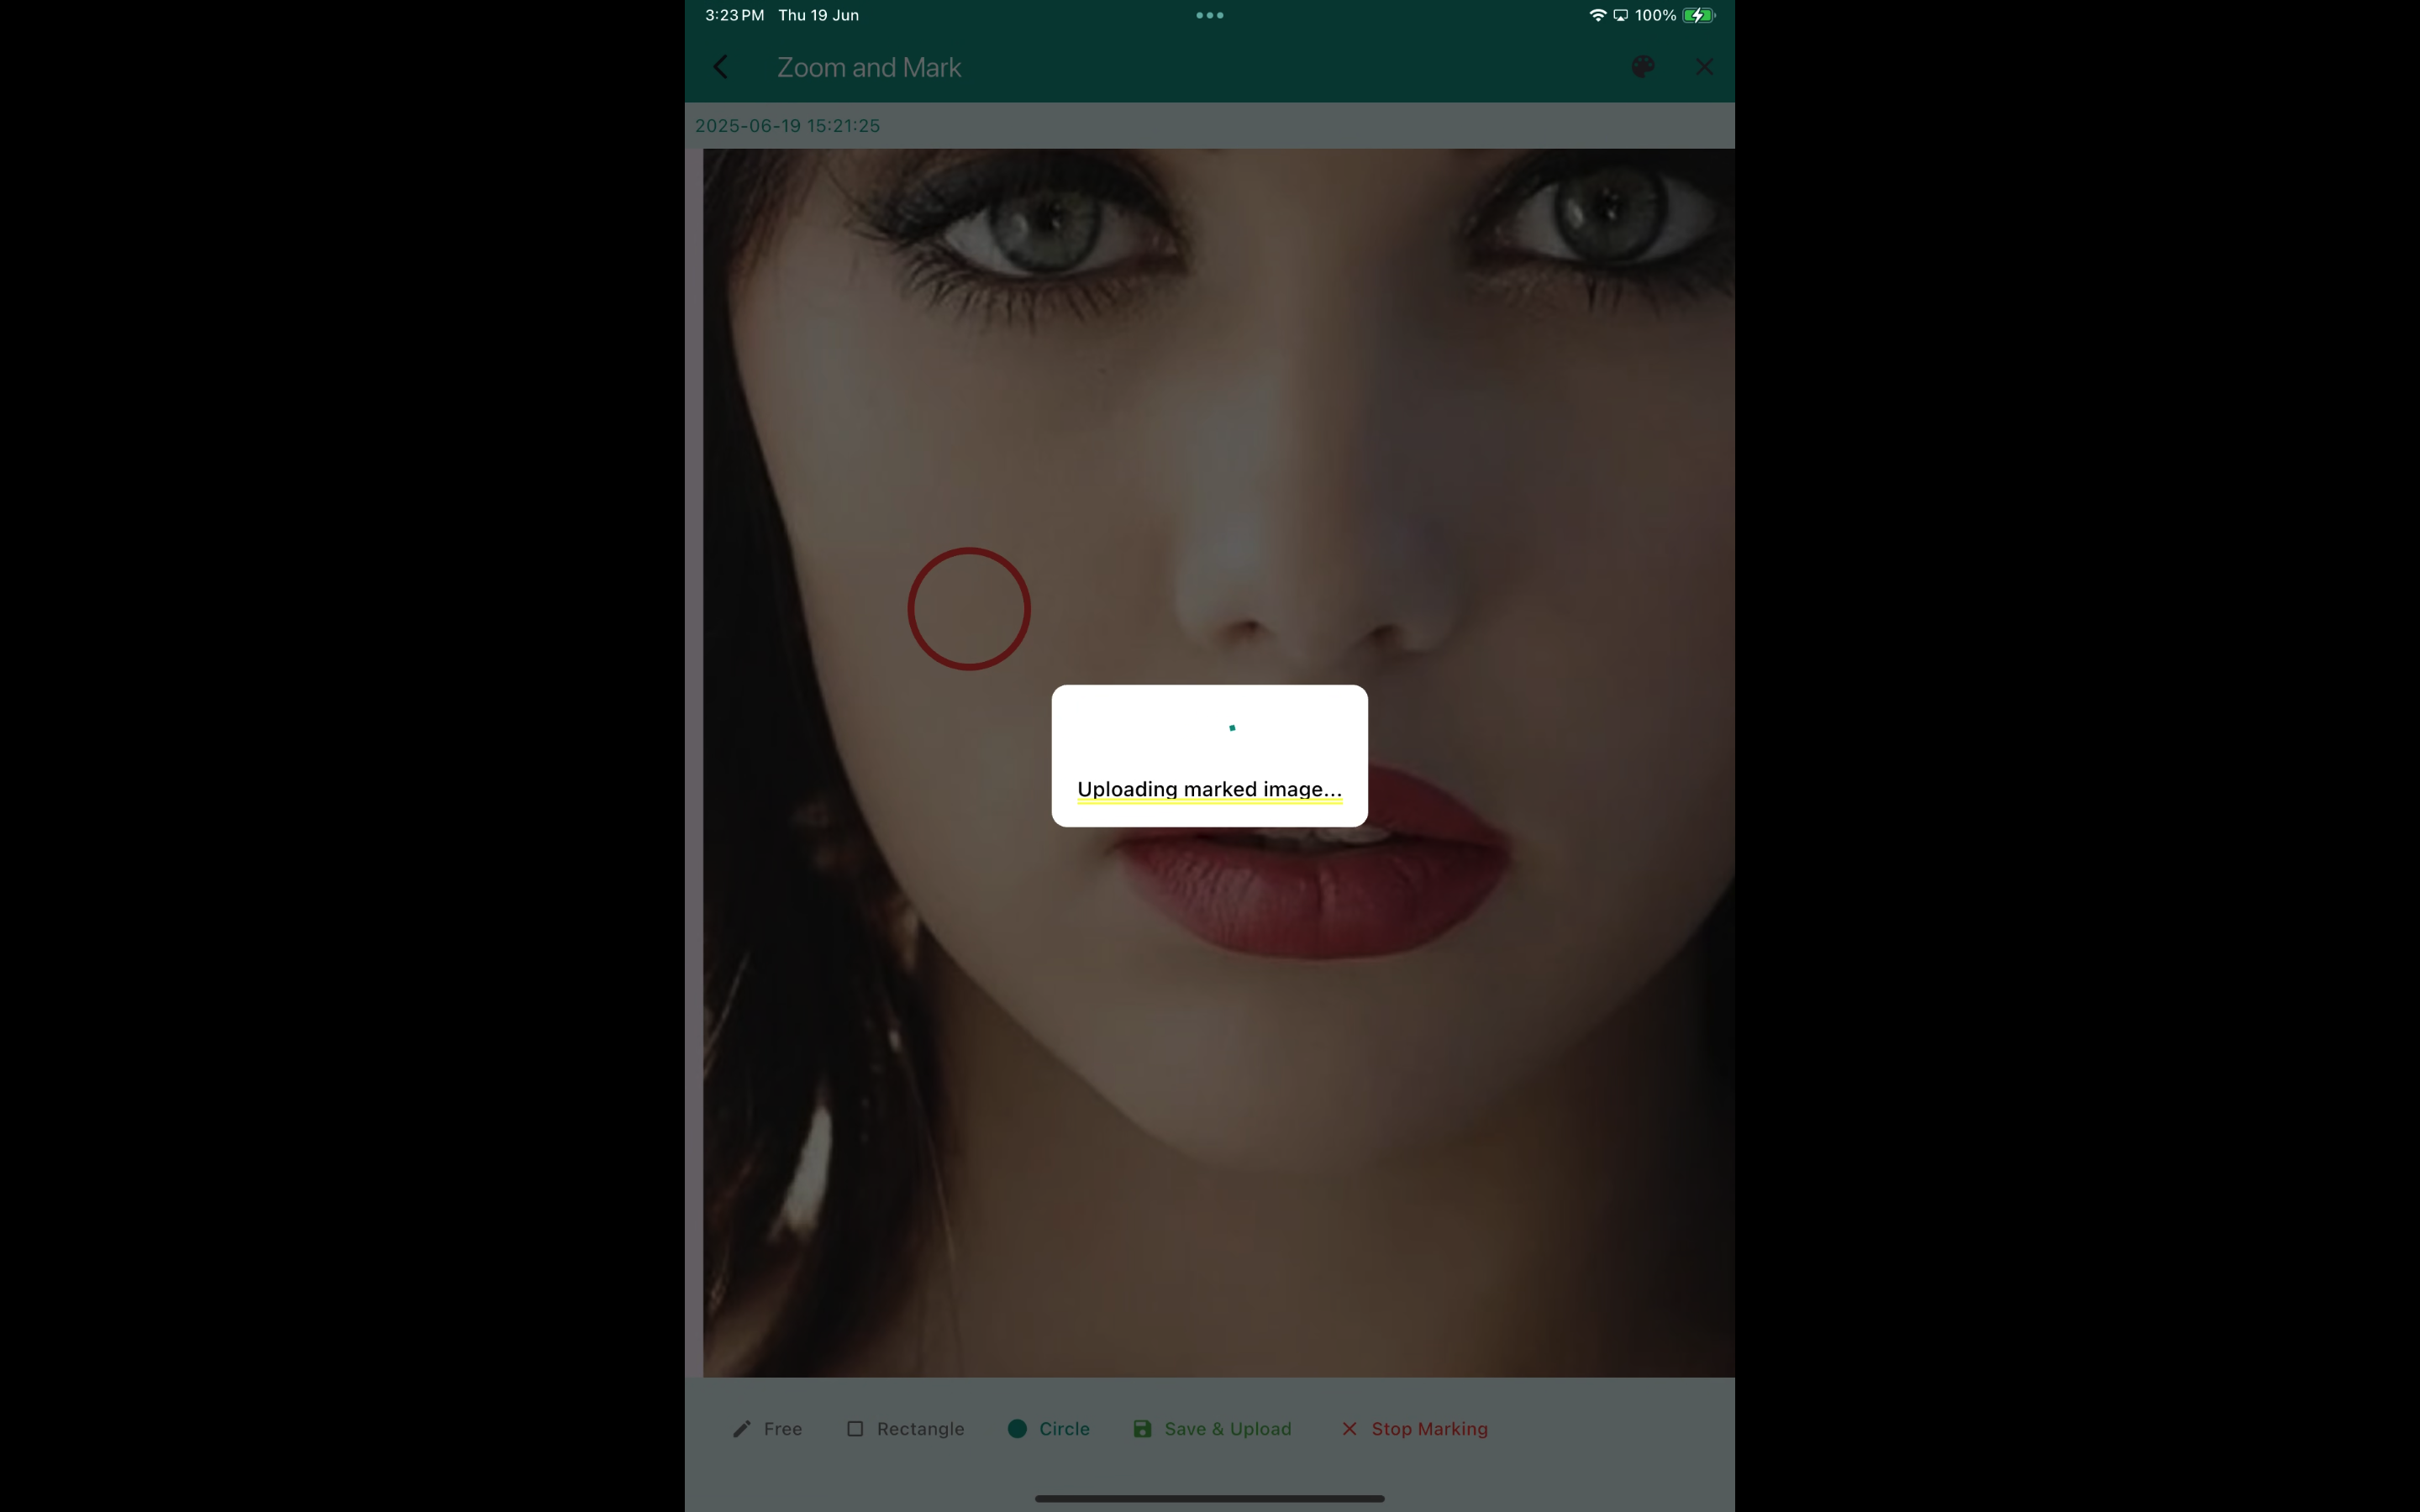 3:23 PM Thu 19 Jun 100%
Zoom and Mark
2025-06-19 15:21:25
Uploading marked image...
Free Rectangle Circle Save & Upload Stop Marking